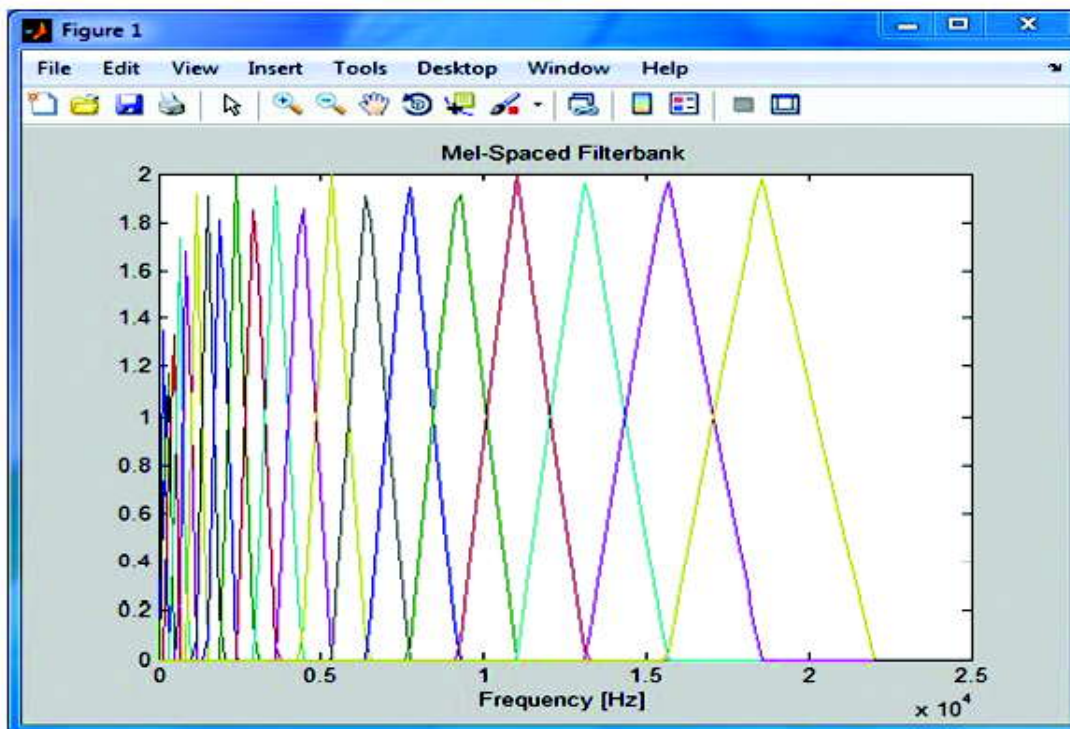 Figure 1
File Edit View Insert Tools Desktop Window Help
Mel-Spaced Filterbank
2
1.8
1.6
1.4
1.2
1
0.8
0.6
0.4
0.2
0
0 0.5 1 1.5 2 2.5
Frequency [Hz]
x 10^4